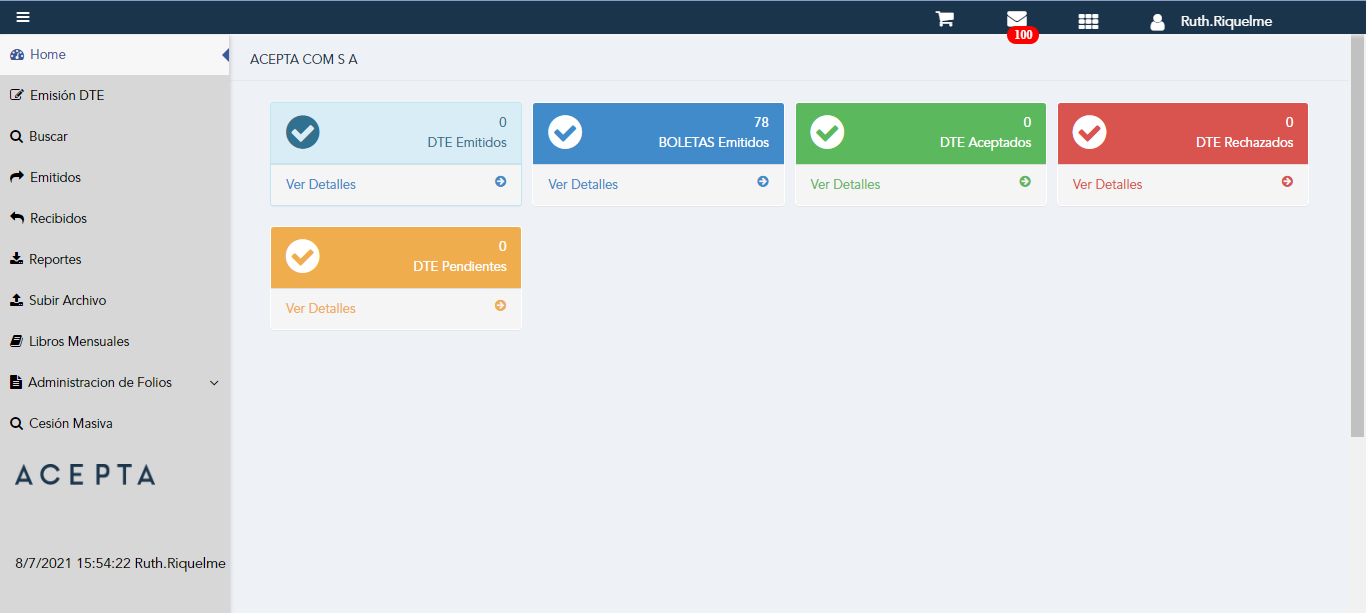 Ruth.Riquelme
100
Home
ACEPTA COM S A
Emisión DTE
Buscar
Emitidos
Recibidos
Reportes
Subir Archivo
Libros Mensuales
Administracion de Folios
Cesión Masiva
ACEPTA
8/7/2021 15:54:22 Ruth.Riquelme
0
DTE Emitidos
Ver Detalles
78
BOLETAS Emitidos
Ver Detalles
0
DTE Aceptados
Ver Detalles
0
DTE Rechazados
Ver Detalles
0
DTE Pendientes
Ver Detalles